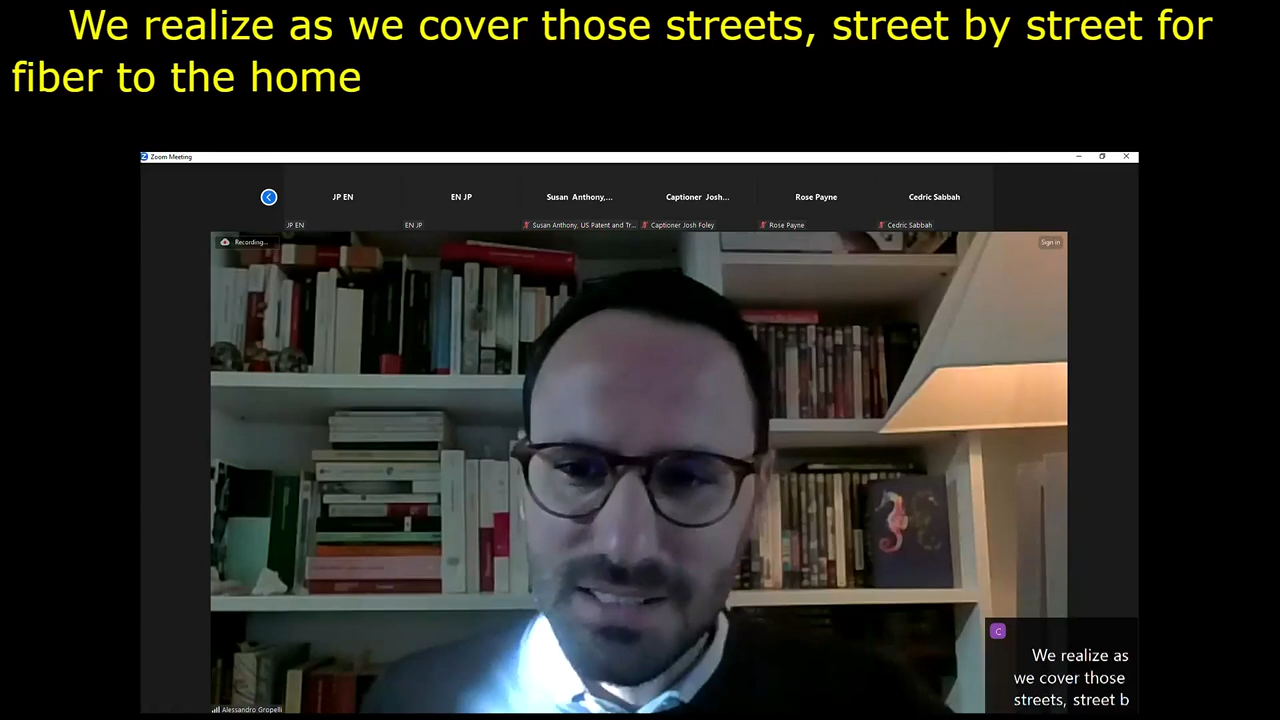 We realize as we cover those streets, street by street for
fiber to the home
Zoom Meeting
JP EN
EN JP
Susan Anthony,...
Captioner Josh...
Rose Payne
Cedric Sabbah
JP EN
EN JP
Susan Anthony, US Patent and Tr...
Captioner Josh Foley
Rose Payne
Cedric Sabbah
Recording...
Sign in
C
We realize as
we cover those
streets, street b
Alessandro Gropelli